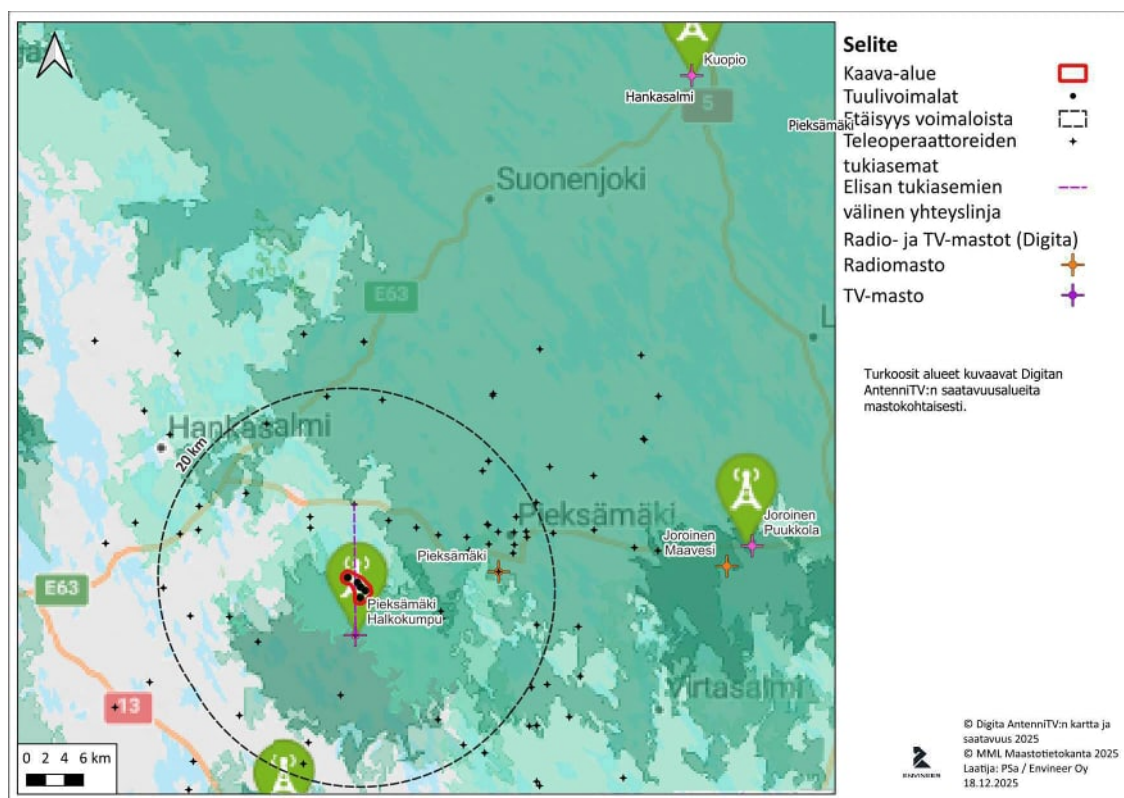 Kuopio
Hankasalmi
5
Pieksämäki
Suonenjoki
E63
L
Hankasalmi
20 km
Pieksämäki
Joroinen
Puukkola
Joroinen
Maavesi
Pieksämäki
E63
Pieksämäki
Halkokumpu
13
Virtasalmi
0 2 4 6 km
Selite
Kaava-alue
Tuulivoimalat
Etäisyys voimaloista
Teleoperaattoreiden
tukiasemat
Elisan tukiasemien
välinen yhteyslinja
Radio- ja TV-mastot (Digita)
Radiomasto
TV-masto
Turkoosit alueet kuvaavat Digitan
AntenniTV:n saatavuusalueita
mastokohtaisesti.
ENVINEER
© Digita AntenniTV:n kartta ja
saatavuus 2025
© MML Maastotietokanta 2025
Laatija: PSa / Envineer Oy
18.12.2025